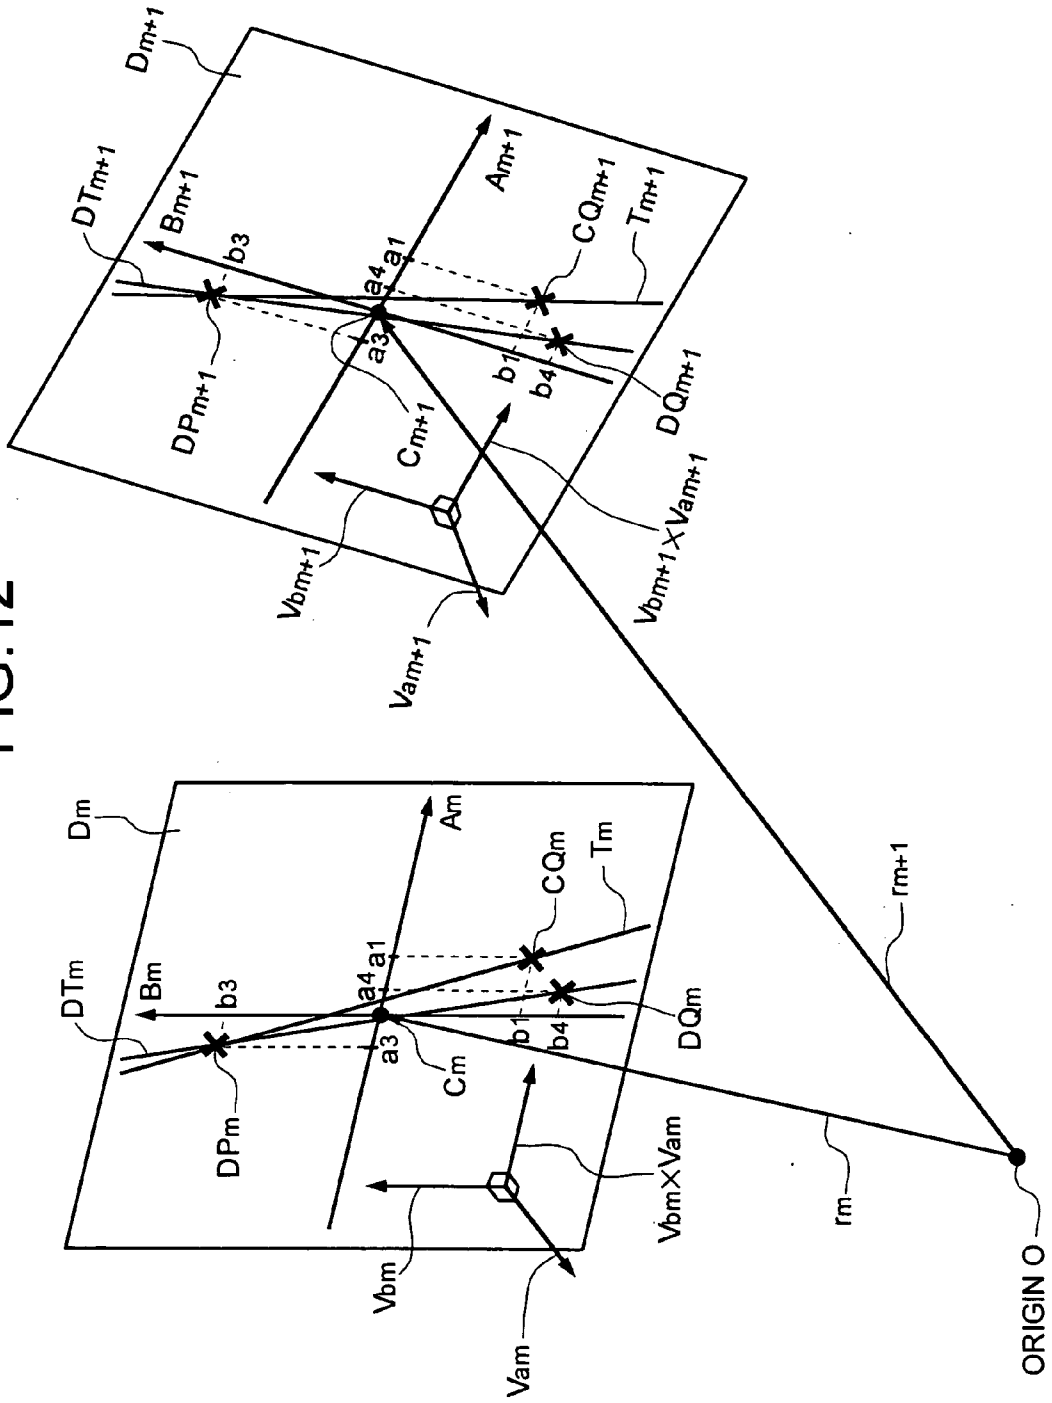 FIG.12
Dm+1
DTm+1
Bm+1
b3
Am+1
a4
a1
CQm+1
Tm+1
a3
b1
b4
DPm+1
Cm+1
DQm+1
Vbm+1
Vam+1
Vbm+1×Vam+1
Dm
DTm
Bm
b3
Am
a4
a1
CQm
Tm
a3
b1
b4
DPm
Cm
DQm
Vbm
Vam
Vbm×Vam
rm
rm+1
ORIGIN O